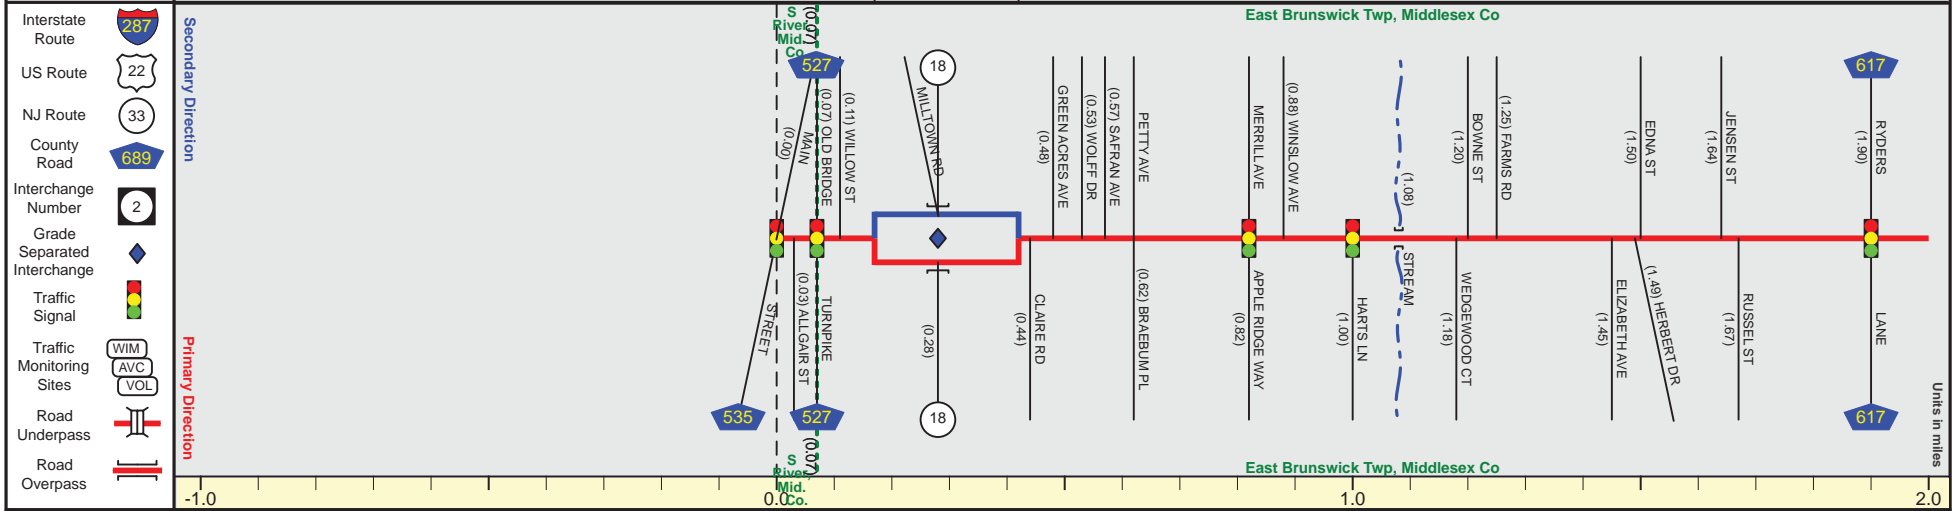 Interstate
Route
287
US Route
22
NJ Route
33
County
Road
689
Interchange
Number
2
Grade
Separated
Interchange
Traffic
Signal
Traffic
Monitoring
Sites
WIM
AVC
VOL
Road
Underpass
Road
Overpass
Secondary Direction
Primary Direction
S
River,
Mid.
Co.
(0.07)
East Brunswick Twp, Middlesex Co
527
18
617
MAIN
(0.00)
(0.07) OLD BRIDGE
(0.11) WILLOW ST
MILLTOWN RD
GREEN ACRES AVE
(0.48)
(0.53) WOLFF DR
(0.57) SAFRAN AVE
PETTY AVE
MERRILL AVE
(0.88) WINSLOW AVE
(1.08)
BOWNE ST
(1.20)
(1.25) FARMS RD
EDNA ST
(1.50)
JENSEN ST
(1.64)
RYDERS
(1.90)
STREET
(0.03) ALLGAIR ST
TURNPIKE
(0.28)
CLAIRE RD
(0.44)
(0.62) BRAEBUM PL
APPLE RIDGE WAY
(0.82)
HARTS LN
(1.00)
STREAM
WEDGEWOOD CT
(1.18)
ELIZABETH AVE
(1.45)
(1.49) HERBERT DR
RUSSEL ST
(1.67)
LANE
535
527
18
617
(0.07)
S
River,
Mid.
Co.
East Brunswick Twp, Middlesex Co
Units in miles
-1.0
0.0
1.0
2.0